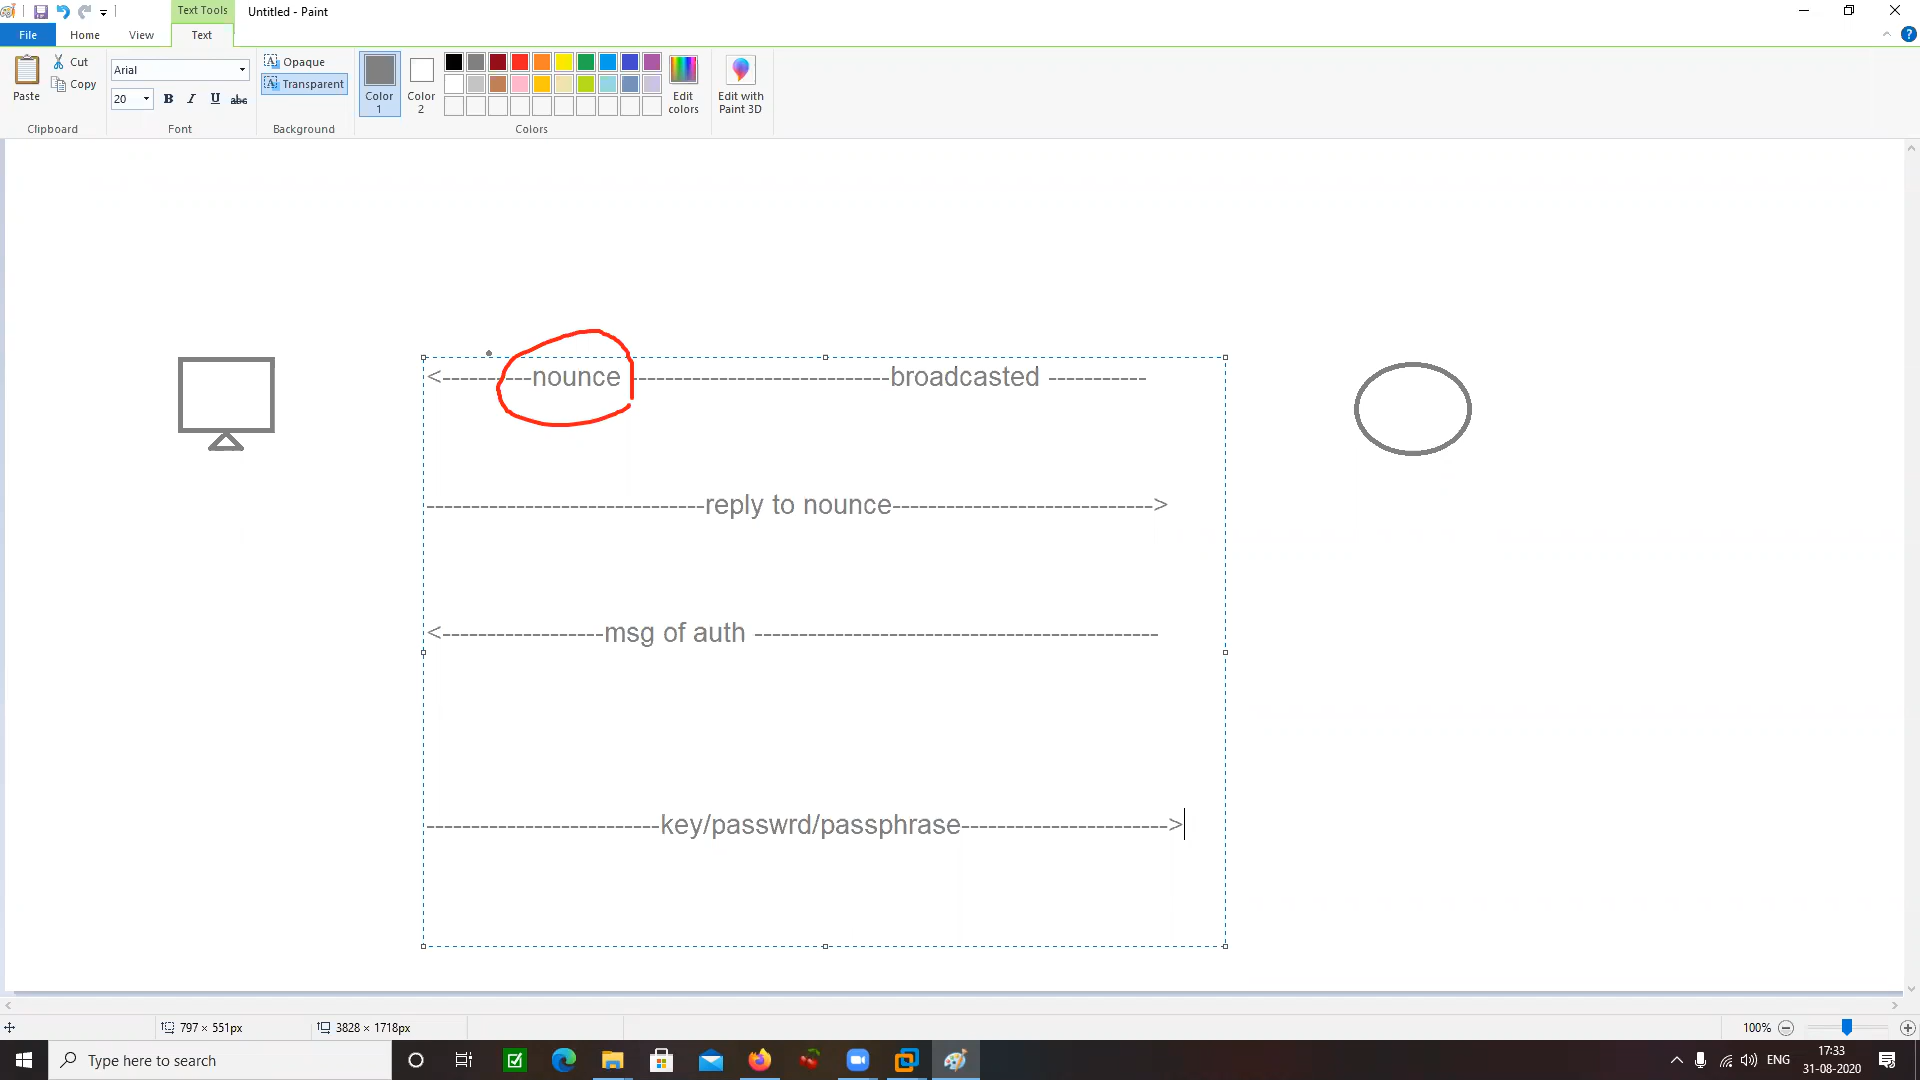 Text Tools
Untitled - Paint
File
Home
View
Text
Paste
Cut
Copy
Clipboard
Arial
20
B
I
U
abc
Font
A Opaque
A Transparent
Background
Color
1
Color
2
Edit
colors
Colors
Edit with
Paint 3D
?
<----------nounce -----------------------------broadcasted -----------
-------------------------------reply to nounce----------------------------->
<------------------msg of auth ---------------------------------------------
--------------------------key/passwrd/passphrase----------------------->
797 × 551px
3828 × 1718px
100%
Type here to search
ENG
17:33
31-08-2020